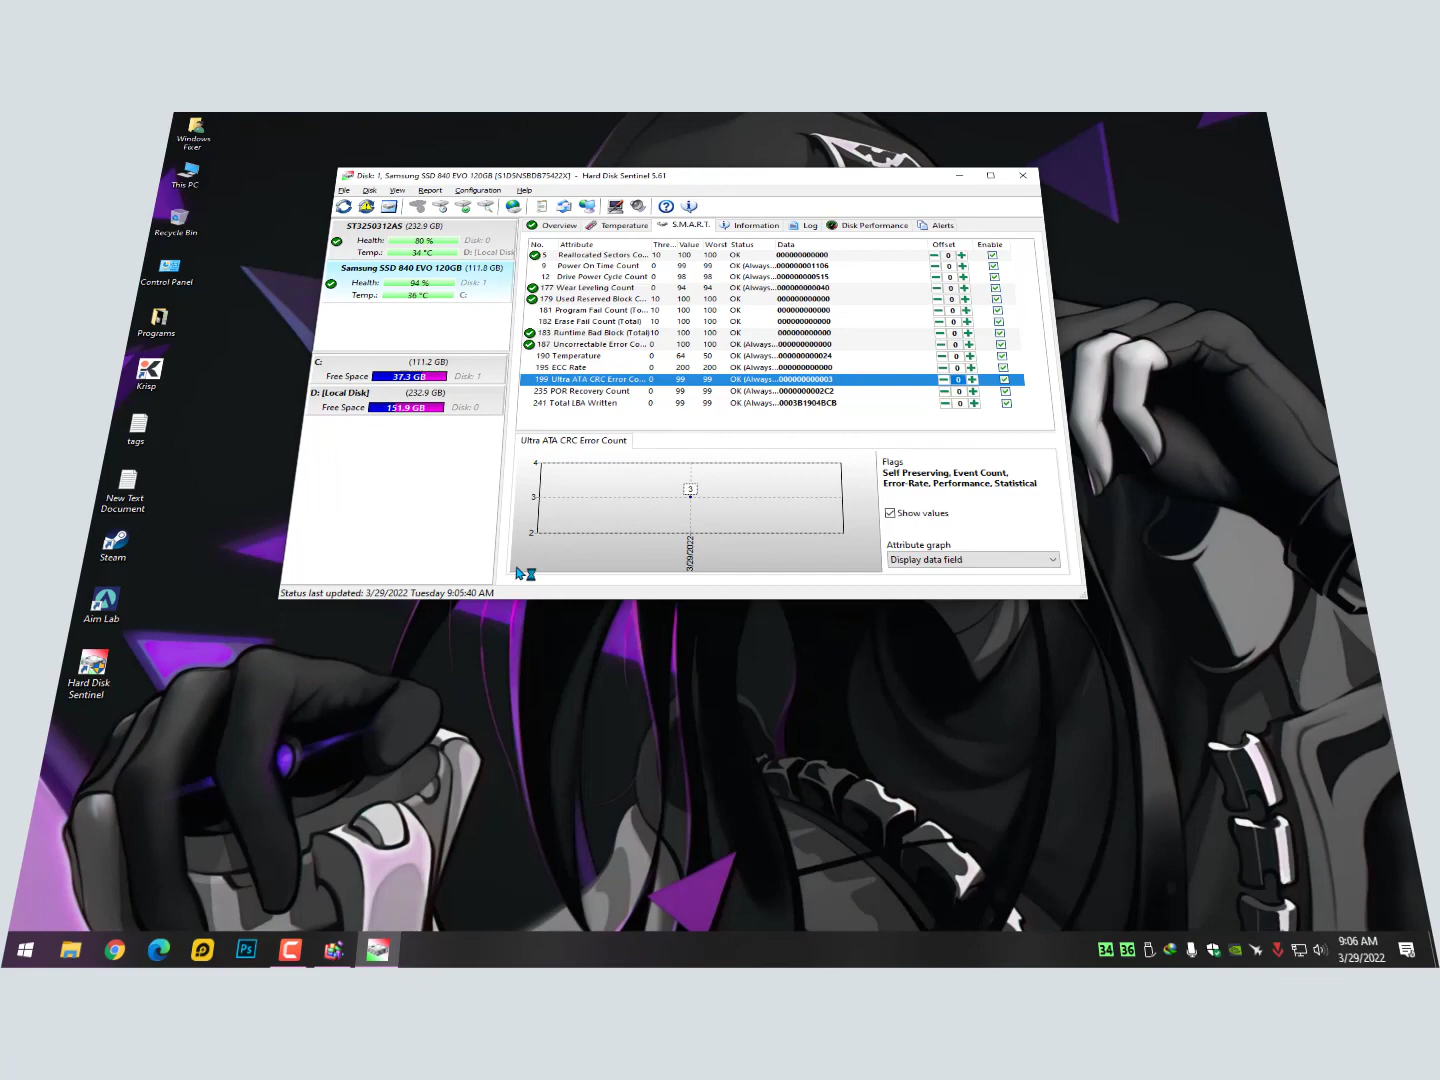 Windows
Fixer
This PC
Recycle Bin
Control Panel
Programs
Krisp
tags
New Text
Document
Steam
Aim Lab
Hard Disk
Sentinel
Disk: 1, Samsung SSD 840 EVO 120GB [S1D5NSBDB75422X] - Hard Disk Sentinel 5.61
File Disk View Report Configuration Help
ST3250312AS (232.9 GB)
Health: 80 % Disk: 0
Temp.: 34 °C D: [Local Disk
Samsung SSD 840 EVO 120GB (111.8 GB)
Health: 94 % Disk: 1
Temp.: 36 °C C:
C: (111.2 GB)
Free Space 37.3 GB Disk: 1
D: [Local Disk] (232.9 GB)
Free Space 151.9 GB Disk: 0
Overview Temperature S.M.A.R.T. Information Log Disk Performance Alerts
No. Attribute Thre... Value Worst Status Data Offset Enable
5 Reallocated Sectors Co... 10 100 100 OK 000000000000 0
9 Power On Time Count 0 99 99 OK (Always... 000000001106 0
12 Drive Power Cycle Count 0 98 98 OK (Always... 000000000515 0
177 Wear Leveling Count 0 94 94 OK (Always... 000000000040 0
179 Used Reserved Block C... 10 100 100 OK 000000000000 0
181 Program Fail Count (To... 10 100 100 OK 000000000000 0
182 Erase Fail Count (Total) 10 100 100 OK 000000000000 0
183 Runtime Bad Block (Total) 10 100 100 OK 000000000000 0
187 Uncorrectable Error Co... 0 100 100 OK (Always... 000000000000 0
190 Temperature 0 64 50 OK (Always... 000000000024 0
195 ECC Rate 0 200 200 OK (Always... 000000000000 0
199 Ultra ATA CRC Error Co... 0 99 99 OK (Always... 000000000003 0
235 POR Recovery Count 0 99 99 OK (Always... 0000000002C2 0
241 Total LBA Written 0 99 99 OK (Always... 0003B1904BCB 0
Ultra ATA CRC Error Count
4
3
2
3
3/29/2022
Flags
Self Preserving, Event Count,
Error-Rate, Performance, Statistical
Show values
Attribute graph
Display data field
Status last updated: 3/29/2022 Tuesday 9:05:40 AM
Ps
34 36
9:06 AM
3/29/2022